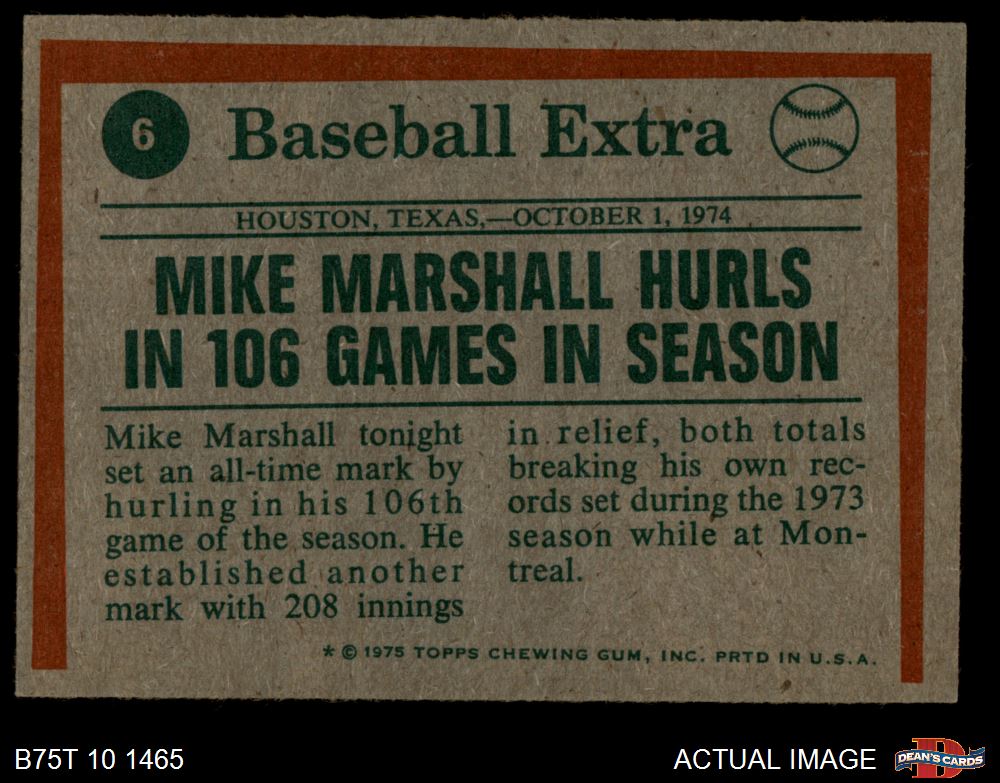 6
Baseball Extra
HOUSTON, TEXAS,—OCTOBER 1, 1974
MIKE MARSHALL HURLS
IN 106 GAMES IN SEASON
Mike Marshall tonight
set an all-time mark by
hurling in his 106th
game of the season. He
established another
mark with 208 innings
in relief, both totals
breaking his own rec-
ords set during the 1973
season while at Mon-
treal.
* © 1975 TOPPS CHEWING GUM, INC. PRTD IN U.S.A.
B75T 10 1465
ACTUAL IMAGE
D
DEAN'S CARDS